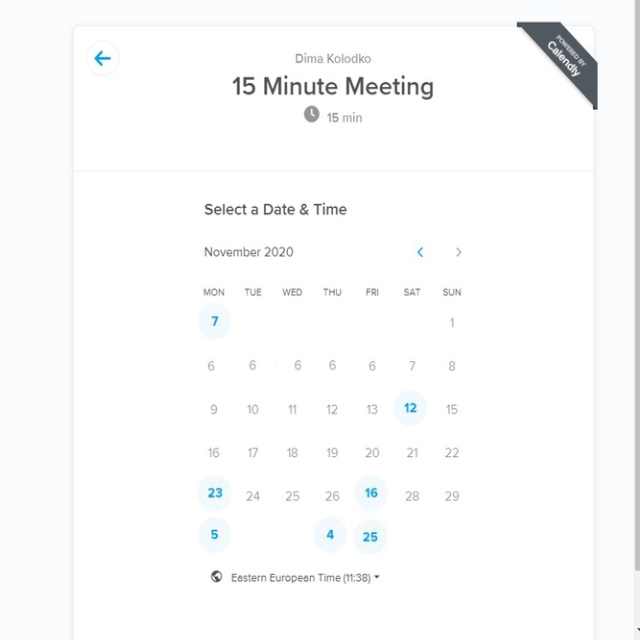 POWERED BY
Calendly
Dima Kolodko
15 Minute Meeting
15 min
Select a Date & Time
November 2020
MON TUE WED THU FRI SAT SUN
7 1
6 6 6 6 6 7 8
9 10 11 12 13 12 15
16 17 18 19 20 21 22
23 24 25 26 16 28 29
5 4 25
Eastern European Time (11:38)